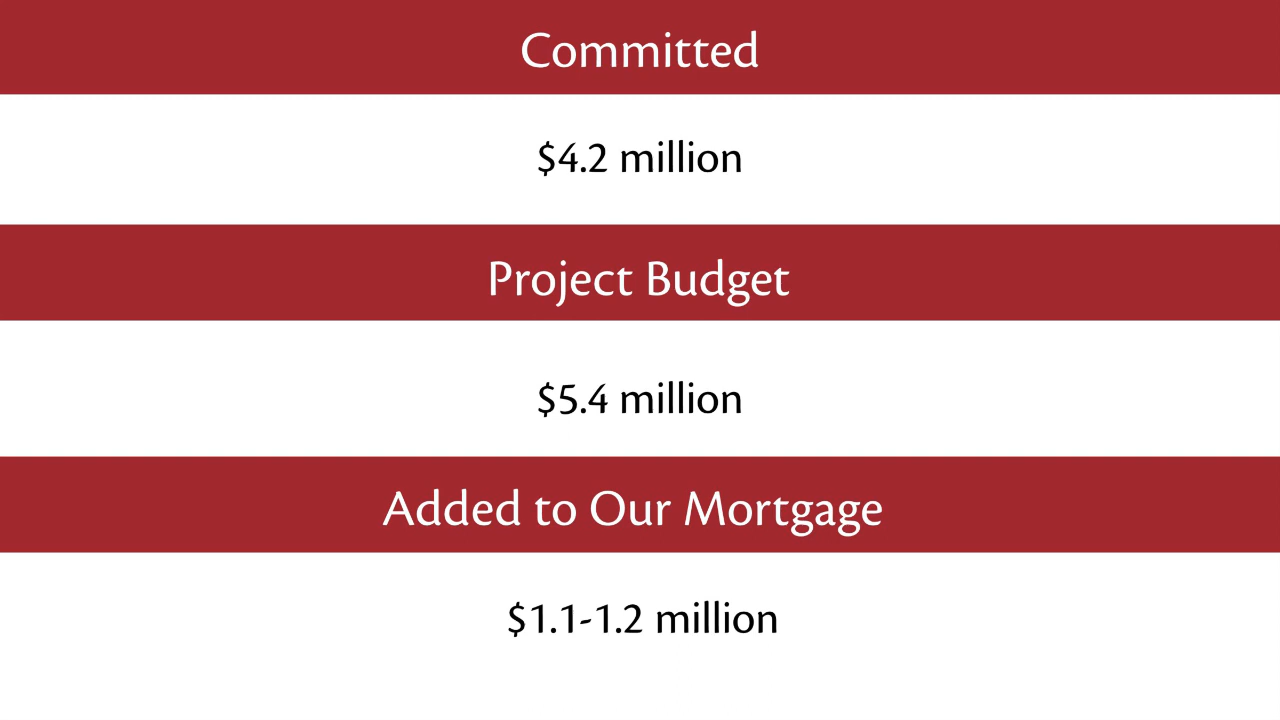 Committed
$4.2 million
Project Budget
$5.4 million
Added to Our Mortgage
$1.1-1.2 million